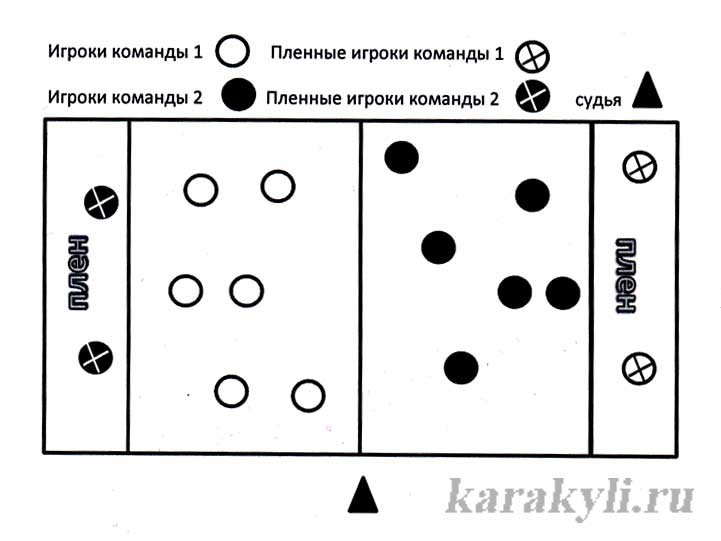 Игроки команды 1 Пленные игроки команды 1
Игроки команды 2 Пленные игроки команды 2 судья
плен
плен
karakyli.ru